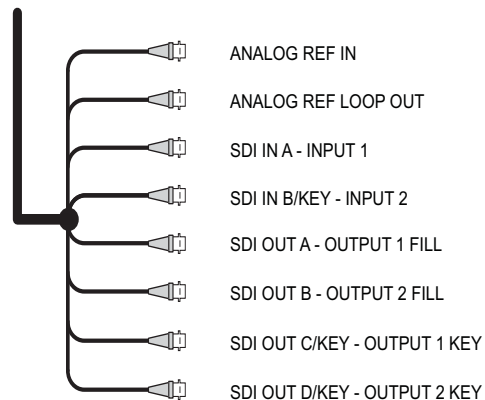 ANALOG REF IN
ANALOG REF LOOP OUT
SDI IN A - INPUT 1
SDI IN B/KEY - INPUT 2
SDI OUT A - OUTPUT 1 FILL
SDI OUT B - OUTPUT 2 FILL
SDI OUT C/KEY - OUTPUT 1 KEY
SDI OUT D/KEY - OUTPUT 2 KEY